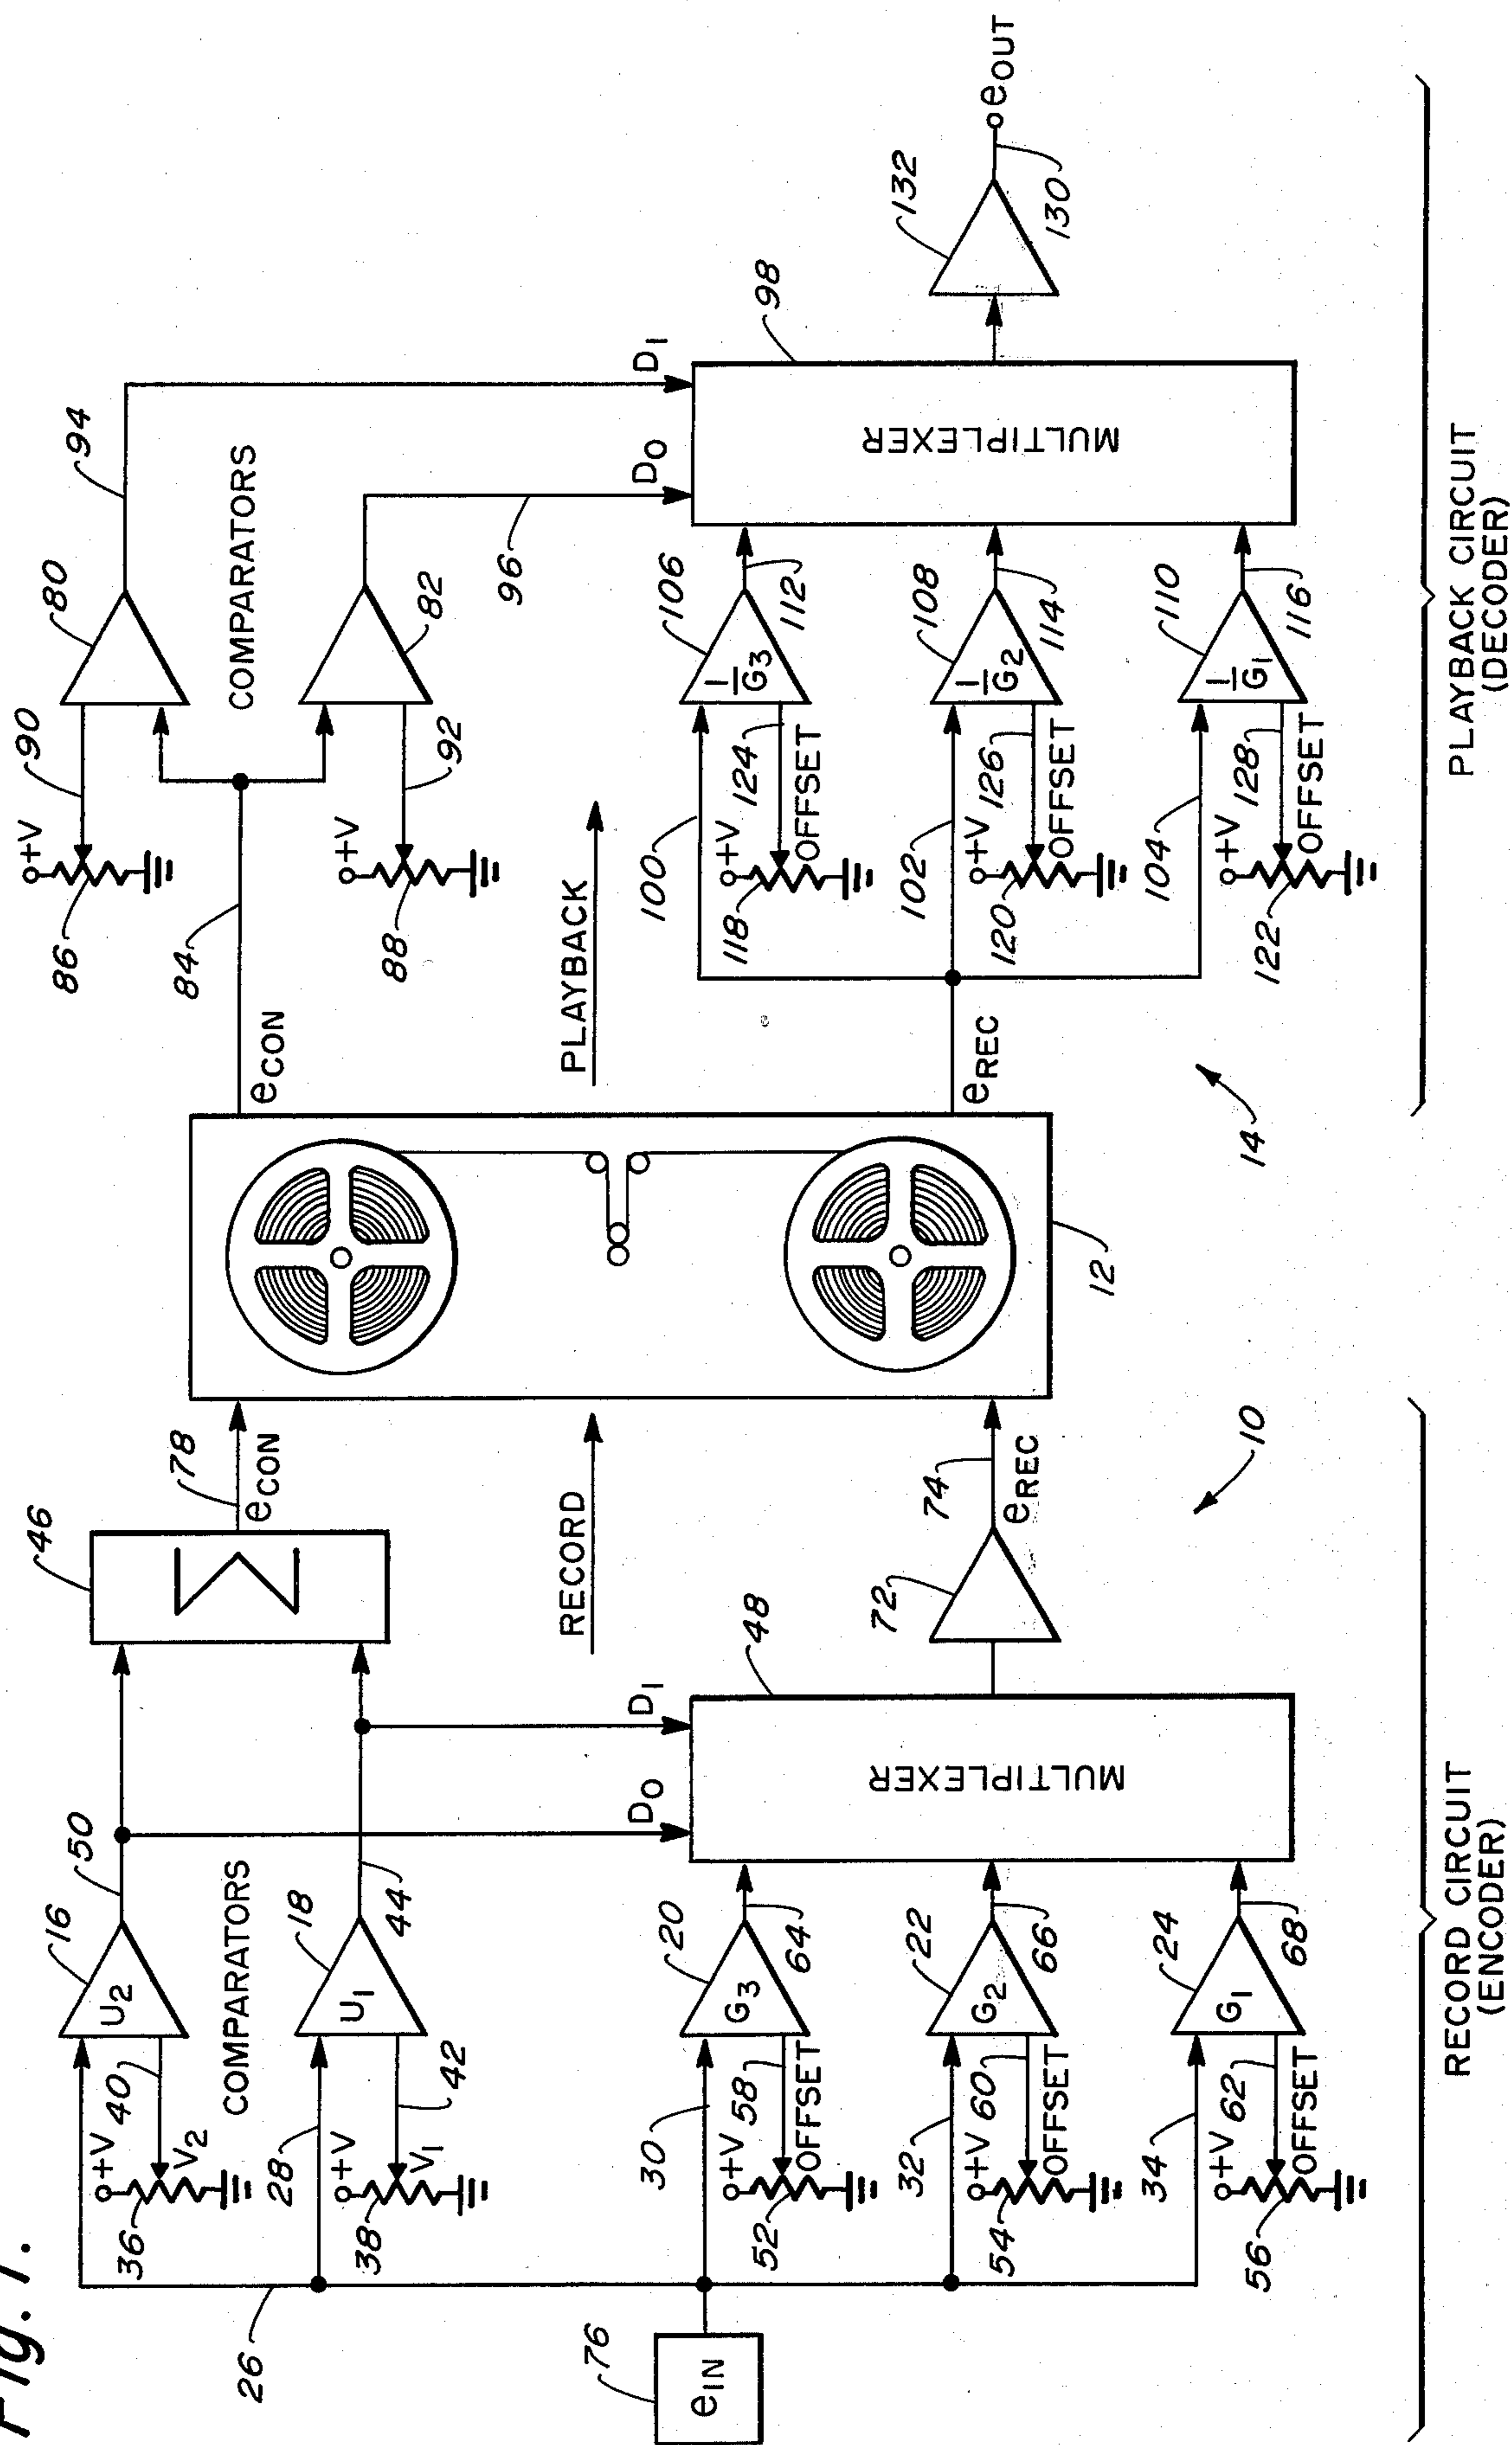 Fig. 1.
26
76
eIN
36
+V
40
V2
16
U2
50
COMPARATORS
28
38
+V
V1
42
18
U1
44
46
Σ
78
eCON
RECORD
D0
D1
48
MULTIPLEXER
30
52
+V
58
OFFSET
20
G3
64
32
54
+V
60
OFFSET
22
G2
66
34
56
+V
62
OFFSET
24
G1
68
72
74
eREC
10
12
RECORD CIRCUIT
(ENCODER)
eCON
84
86
+V
90
80
94
COMPARATORS
88
+V
92
82
96
PLAYBACK
D0
D1
98
MULTIPLEXER
eREC
100
118
+V
124
OFFSET
106
1/G3
112
102
120
+V
126
OFFSET
108
1/G2
114
104
122
+V
128
OFFSET
110
1/G1
116
132
130
eOUT
14
PLAYBACK CIRCUIT
(DECODER)